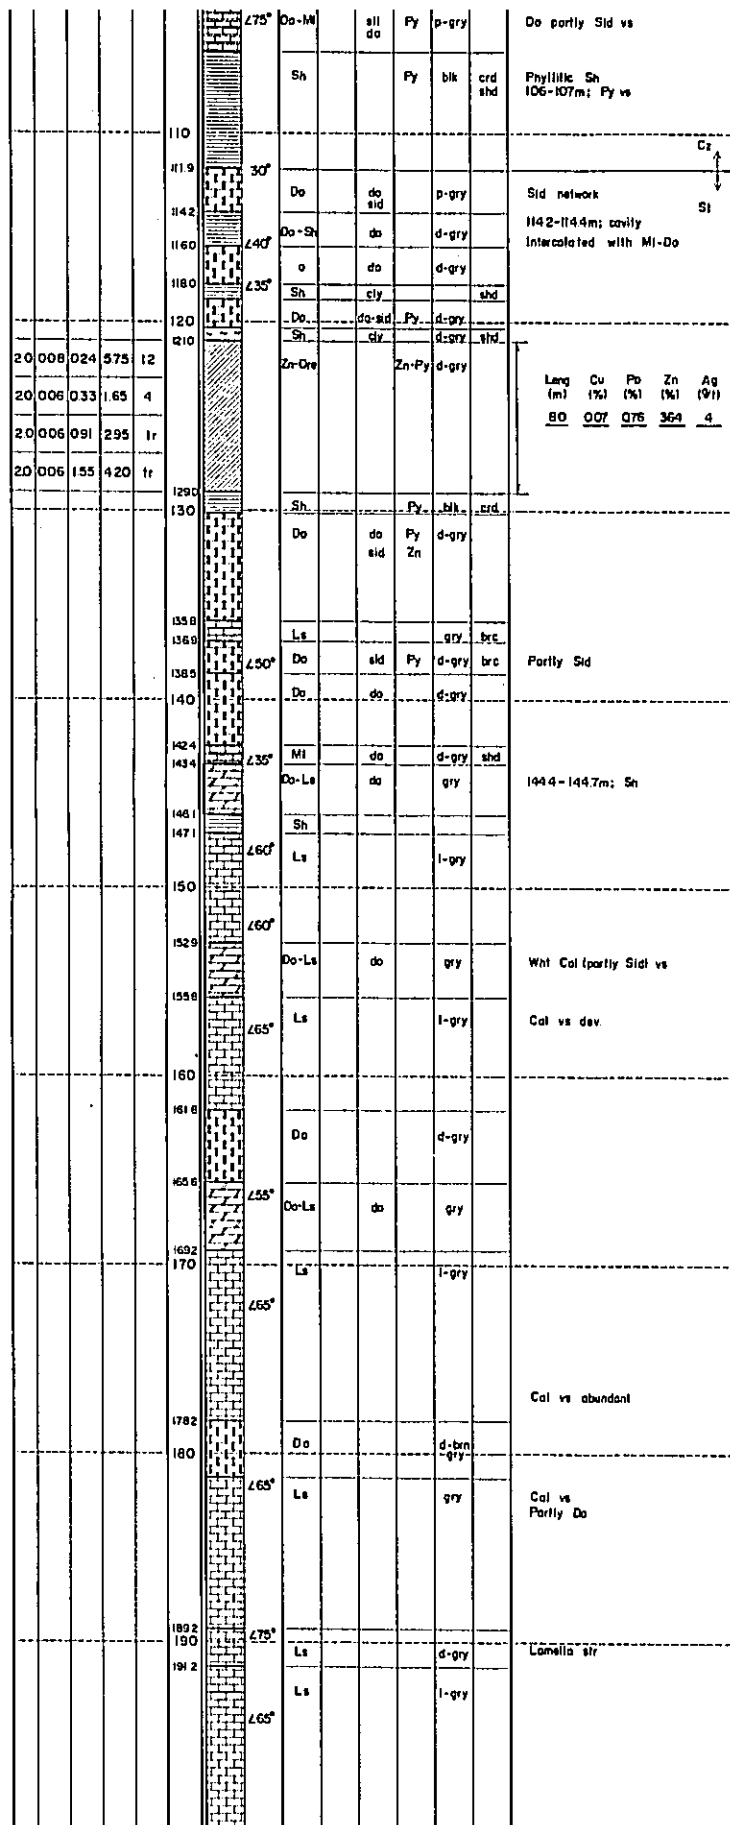 ∠75° Do-Ml sil Py p-gry Do partly Sid vs
do
Sh Py blk crd Phyllitic Sh
shd 106-107m; Py vs
110
Cz
111.9 30°
Do do p-gry Sid network
sid Sl
114.2 114.2-114.4m; cavity
Do-Sh do d-gry Intercolated with Ml-Do
116.0 ∠40°
o do d-gry
118.0 ∠35°
Sh cly shd
120 Do do-sid Py d-gry
121.0 Sh cly d-gry shd
2.0 0.08 0.24 5.75 12 Zn-Ore Zn-Py d-gry
Leng Cu Pb Zn Ag
(m) (%) (%) (%) (g/t)
2.0 0.06 0.33 1.65 4 8.0 0.07 0.76 3.64 4
2.0 0.06 0.91 2.95 tr
2.0 0.06 1.55 4.20 tr
129.0
130 Sh Py blk crd
Do do Py d-gry
sid Zn
135.8
Ls gry brc
136.9
∠50° Do sid Py d-gry brc Partly Sid
138.5
Do do d-gry
140
142.4
∠35° Ml do d-gry shd
143.4
Do-Ls do gry 144.4-144.7m; Sh
146.1
Sh
147.1
∠60° Ls l-gry
150
∠60°
152.9
Do-Ls do gry Wht Cal (partly Sid) vs
155.8
∠65° Ls l-gry Cal vs dev.
160
161.8
Do d-gry
165.6
∠55° Do-Ls do gry
169.2
170 Ls l-gry
∠65°
Cal vs abundant
178.2
Do d-brn
180 gry
∠65° Ls gry Cal vs
Partly Do
189.2
190 ∠75°
Ls d-gry Lamella str
191.2
Ls l-gry
∠65°